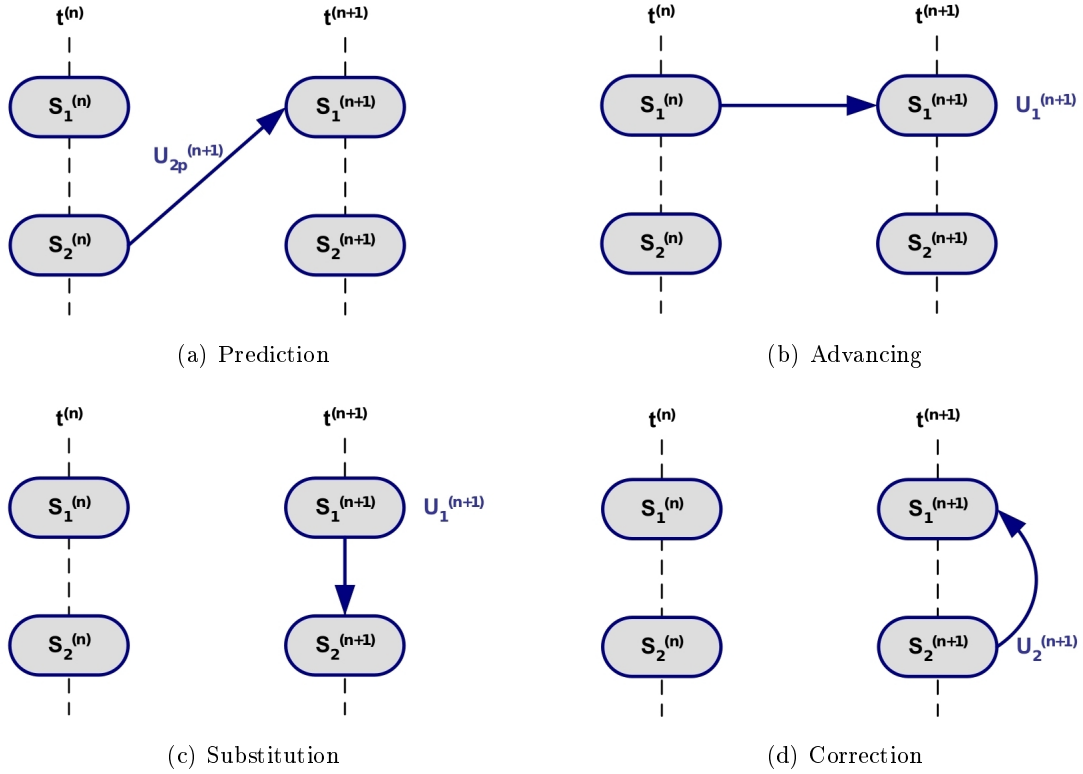 t(n) t(n+1)
S1(n) S1(n+1)
U2p(n+1)
S2(n) S2(n+1)
(a) Prediction
t(n) t(n+1)
S1(n) S1(n+1) U1(n+1)
S2(n) S2(n+1)
(b) Advancing
t(n) t(n+1)
S1(n) S1(n+1) U1(n+1)
S2(n) S2(n+1)
(c) Substitution
t(n) t(n+1)
S1(n) S1(n+1)
S2(n) S2(n+1) U2(n+1)
(d) Correction